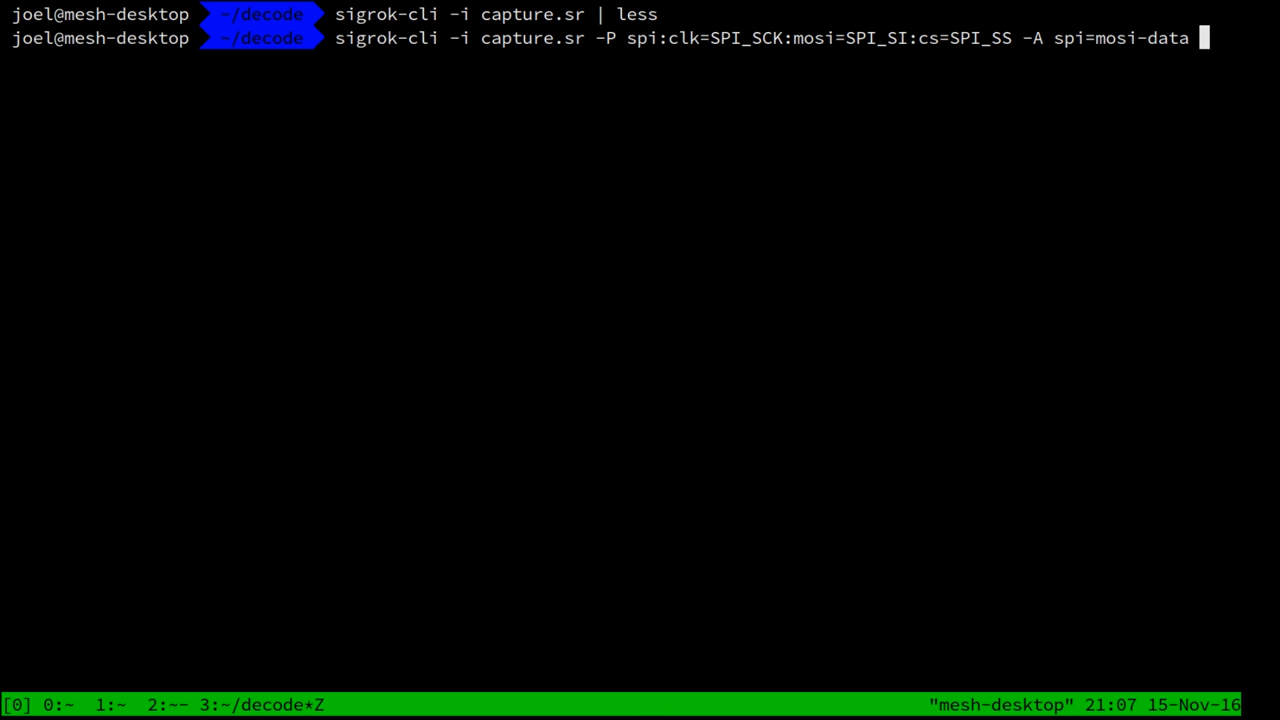 joel@mesh-desktop ~/decode sigrok-cli -i capture.sr | less
joel@mesh-desktop ~/decode sigrok-cli -i capture.sr -P spi:clk=SPI_SCK:mosi=SPI_SI:cs=SPI_SS -A spi=mosi-data
[0] 0:~  1:~  2:~- 3:~/decode*Z "mesh-desktop" 21:07 15-Nov-16